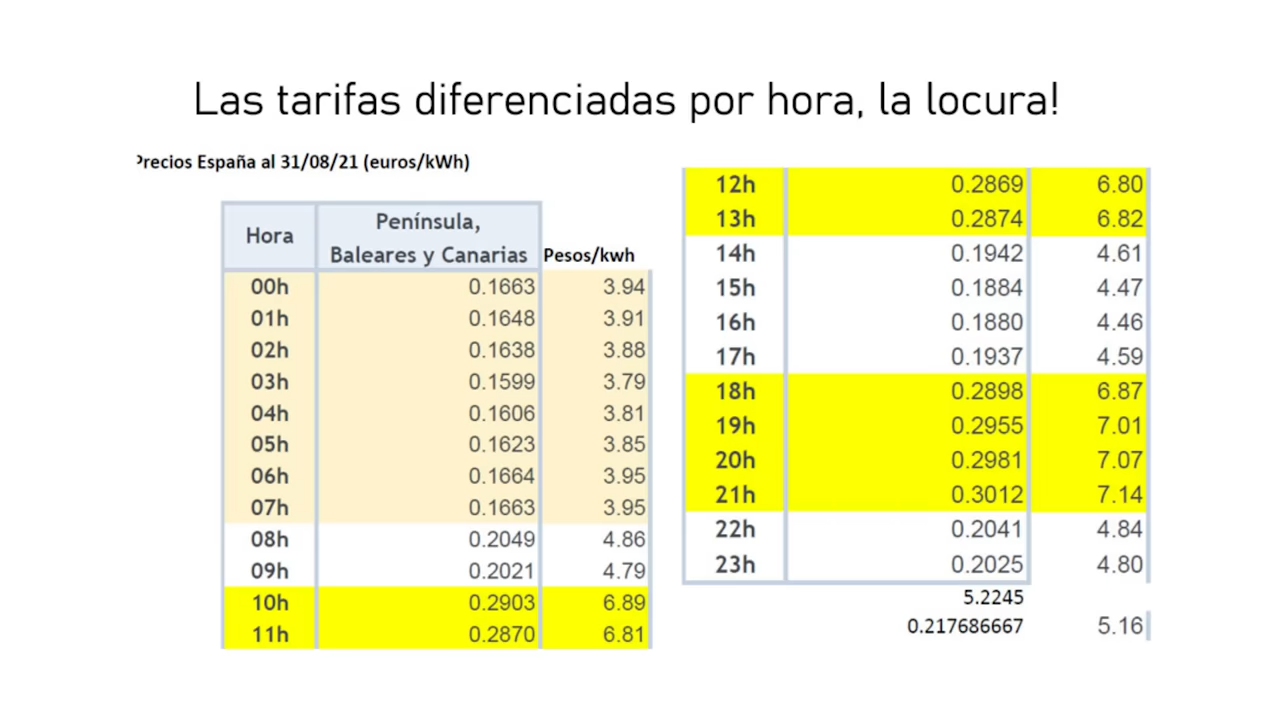 Las tarifas diferenciadas por hora, la locura!
Precios España al 31/08/21 (euros/kWh)
Hora Península, Baleares y Canarias Pesos/kwh
00h 0.1663 3.94
01h 0.1648 3.91
02h 0.1638 3.88
03h 0.1599 3.79
04h 0.1606 3.81
05h 0.1623 3.85
06h 0.1664 3.95
07h 0.1663 3.95
08h 0.2049 4.86
09h 0.2021 4.79
10h 0.2903 6.89
11h 0.2870 6.81
12h 0.2869 6.80
13h 0.2874 6.82
14h 0.1942 4.61
15h 0.1884 4.47
16h 0.1880 4.46
17h 0.1937 4.59
18h 0.2898 6.87
19h 0.2955 7.01
20h 0.2981 7.07
21h 0.3012 7.14
22h 0.2041 4.84
23h 0.2025 4.80
5.2245
0.217686667 5.16